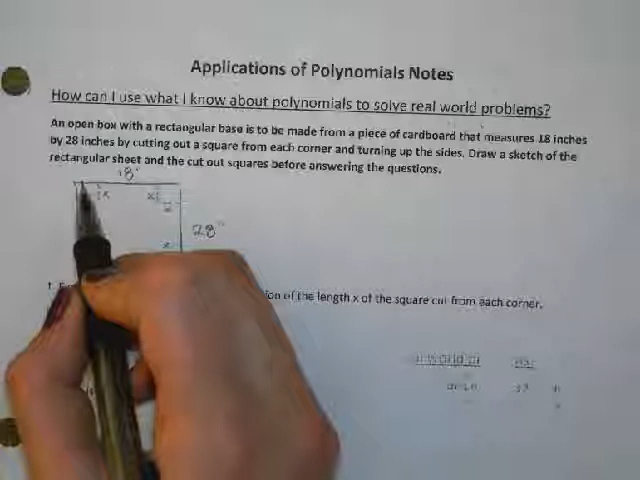 Applications of Polynomials Notes
How can I use what I know about polynomials to solve real world problems?
An open box with a rectangular base is to be made from a piece of cardboard that measures 18 inches
by 28 inches by cutting out a square from each corner and turning up the sides. Draw a sketch of the
rectangular sheet and the cut out squares before answering the questions.
18"
x x
28"
x
1. of the length x of the square cut from each corner.